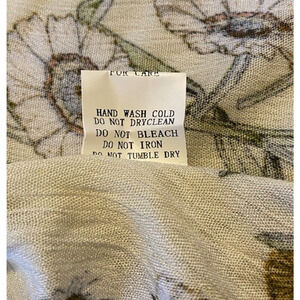 FOR CARE
HAND WASH COLD
DO NOT DRYCLEAN
DO NOT BLEACH
DO NOT IRON
DO NOT TUMBLE DRY